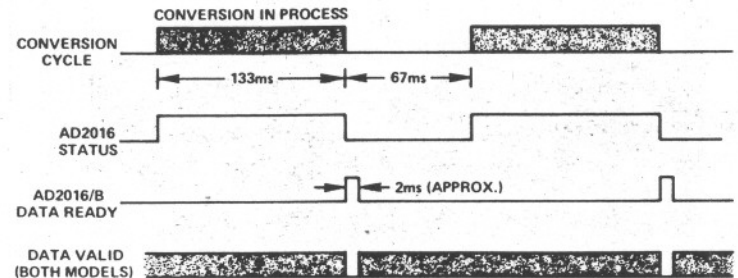 CONVERSION IN PROCESS
CONVERSION
CYCLE
133ms
67ms
AD2016
STATUS
AD2016/B
DATA READY
2ms (APPROX.)
DATA VALID
(BOTH MODELS)